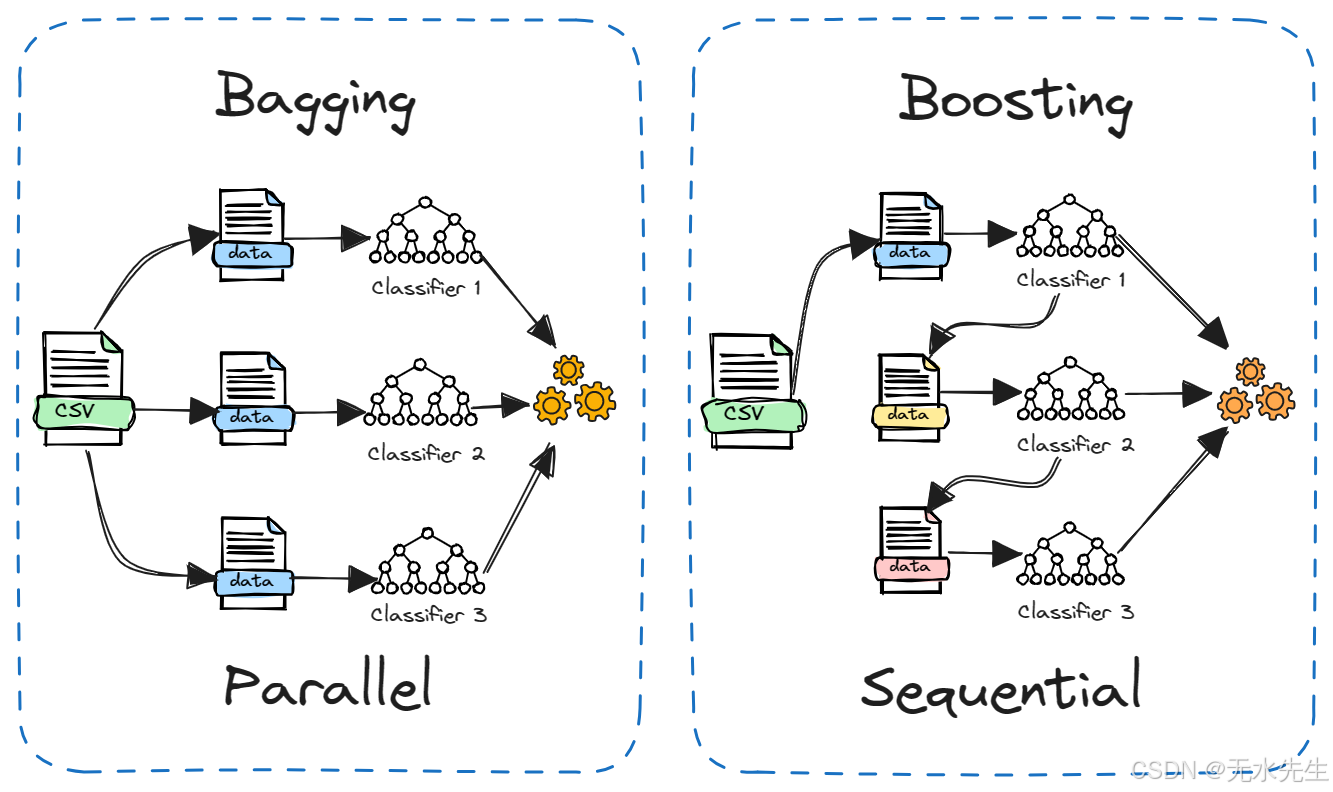 Bagging
data
Classifier 1
CSV
data
Classifier 2
data
Classifier 3
Parallel
Boosting
data
Classifier 1
CSV
data
Classifier 2
data
Classifier 3
Sequential
CSDN @无水先生